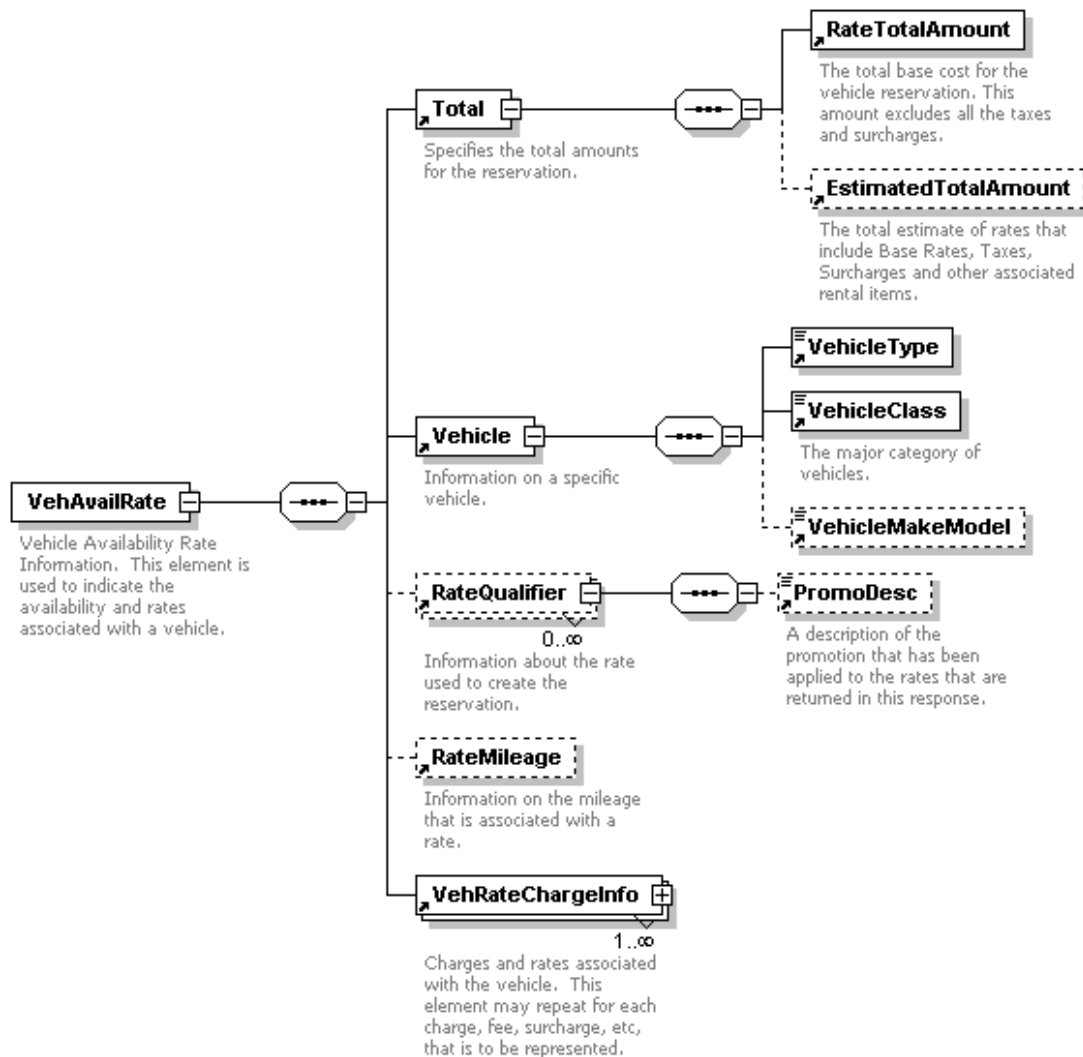 RateTotalAmount
The total base cost for the
vehicle reservation. This
amount excludes all the taxes
and surcharges.
Total
Specifies the total amounts
for the reservation.
EstimatedTotalAmount
The total estimate of rates that
include Base Rates, Taxes,
Surcharges and other associated
rental items.
VehicleType
VehicleClass
The major category of
vehicles.
Vehicle
Information on a specific
vehicle.
VehicleMakeModel
VehAvailRate
Vehicle Availability Rate
Information. This element is
used to indicate the
availability and rates
associated with a vehicle.
RateQualifier
0..∞
Information about the rate
used to create the
reservation.
PromoDesc
A description of the
promotion that has been
applied to the rates that are
returned in this response.
RateMileage
Information on the mileage
that is associated with a
rate.
VehRateChargeInfo
1..∞
Charges and rates associated
with the vehicle. This
element may repeat for each
charge, fee, surcharge, etc,
that is to be represented.